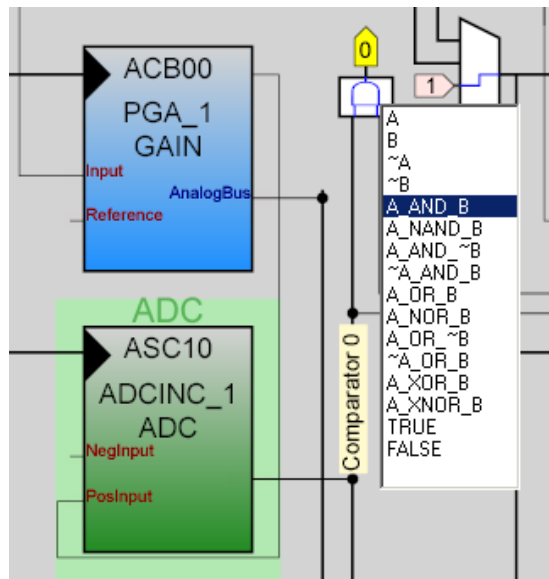 ACB00
PGA_1
GAIN
Input
AnalogBus
Reference
ADC
ASC10
ADCINC_1
ADC
NegInput
PosInput
Comparator 0
0
1
A
B
~A
~B
A_AND_B
A_NAND_B
A_AND_~B
~A_AND_B
A_OR_B
A_NOR_B
A_OR_~B
~A_OR_B
A_XOR_B
A_XNOR_B
TRUE
FALSE